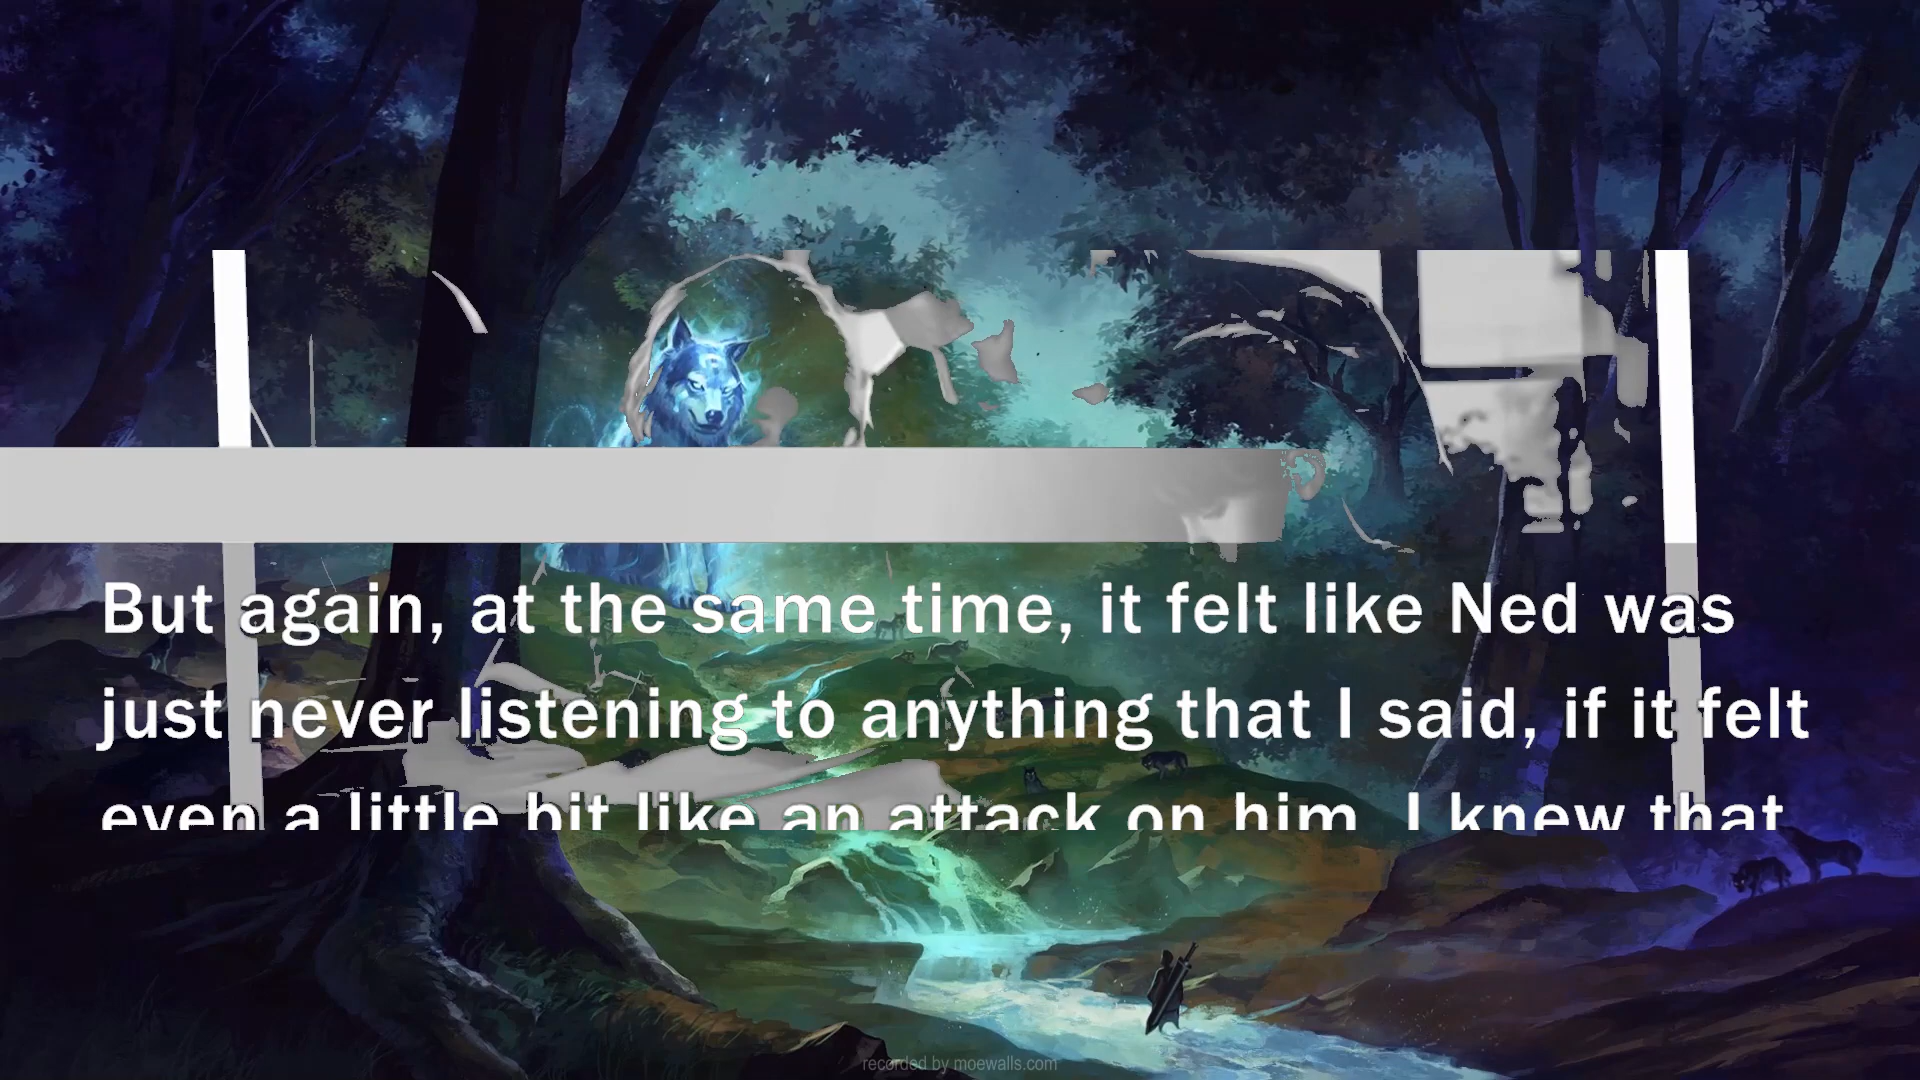 But again, at the same time, it felt like Ned was
just never listening to anything that I said, if it felt
even a little bit like an attack on him. I knew that
recorded by moewalls.com